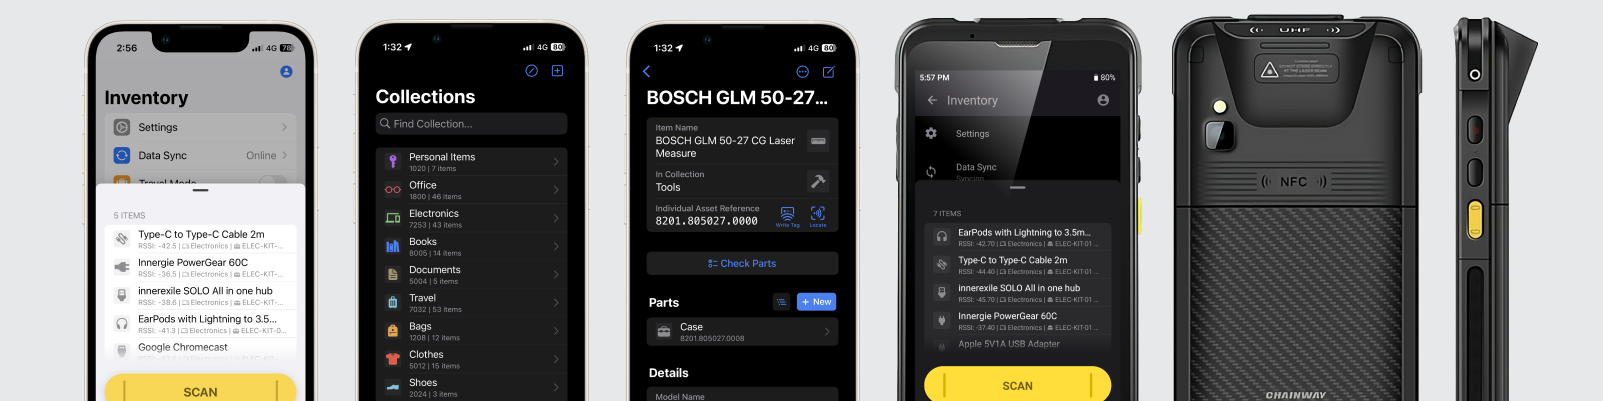 2:56
4G 78
Inventory
Settings
Data Sync Online
Travel Mode
5 ITEMS
Type-C to Type-C Cable 2m
RSSI: -42.5 | Electronics | ELEC-KIT-...
Innergie PowerGear 60C
RSSI: -36.5 | Electronics | ELEC-KIT-...
innerexile SOLO All in one hub
RSSI: -38.6 | Electronics | ELEC-KIT-...
EarPods with Lightning to 3.5...
RSSI: -41.3 | Electronics | ELEC-KIT-0...
Google Chromecast
SCAN
1:32
4G 80
Collections
Find Collection...
Personal Items
1020 | 7 items
Office
1800 | 46 items
Electronics
7253 | 43 items
Books
8005 | 14 items
Documents
5004 | 5 items
Travel
7032 | 53 items
Bags
1208 | 12 items
Clothes
5012 | 15 items
Shoes
2024 | 3 items
1:32
4G 80
BOSCH GLM 50-27...
Item Name
BOSCH GLM 50-27 CG Laser
Measure
In Collection
Tools
Individual Asset Reference
8201.805027.0000
Write Tag Locate
Check Parts
Parts
+ New
Case
8201.805027.0008
Details
Model Name
5:57 PM
80%
Inventory
Settings
Data Sync
Syncing
7 ITEMS
EarPods with Lightning to 3.5m...
RSSI: -42.70 | Electronics | ELEC-KIT-01 ...
Type-C to Type-C Cable 2m
RSSI: -44.40 | Electronics | ELEC-KIT-01 ...
innerexile SOLO All in one hub
RSSI: -45.70 | Electronics | ELEC-KIT-01 ...
Innergie PowerGear 60C
RSSI: -37.40 | Electronics | ELEC-KIT-01 ...
Apple 5V1A USB Adapter
SCAN
UHF
NFC
CHAINWAY